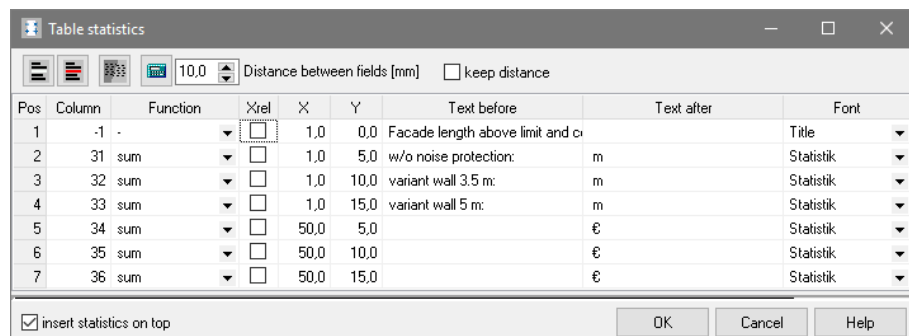 Table statistics
10,0 Distance between fields [mm] keep distance
Pos Column Function Xrel X Y Text before Text after Font
1 -1 - 1,0 0,0 Facade length above limit and Title
2 31 sum 1,0 5,0 w/o noise protection: m Statistik
3 32 sum 1,0 10,0 variant wall 3.5 m: m Statistik
4 33 sum 1,0 15,0 variant wall 5 m: m Statistik
5 34 sum 50,0 5,0 € Statistik
6 35 sum 50,0 10,0 € Statistik
7 36 sum 50,0 15,0 € Statistik
insert statistics on top OK Cancel Help